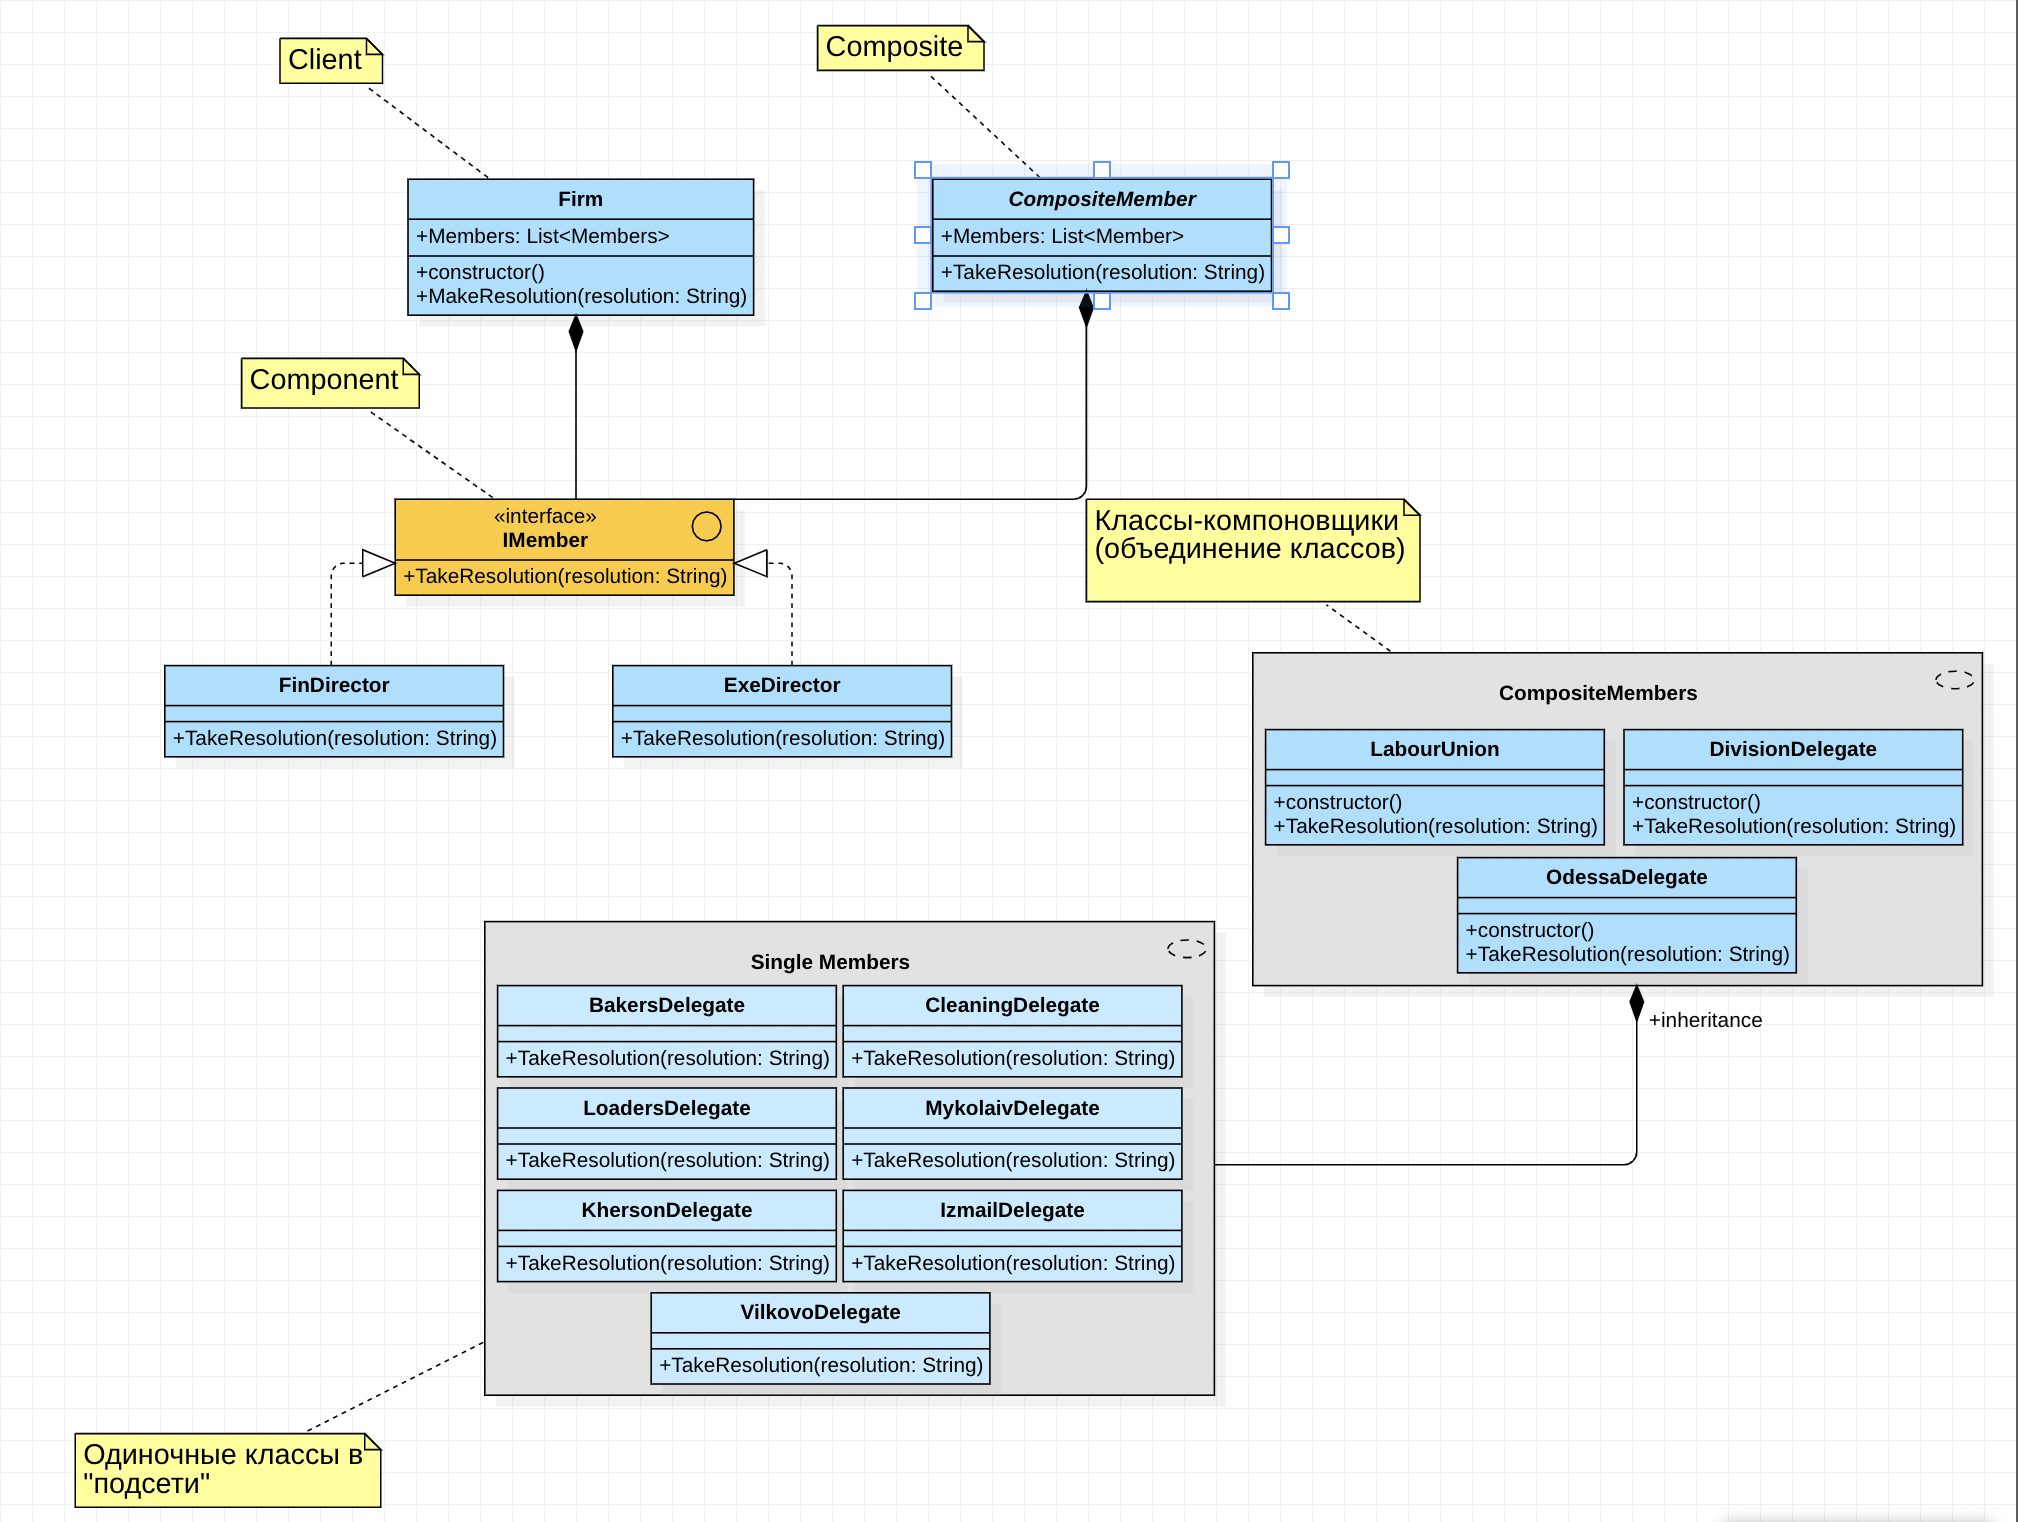 Client
Composite
Firm
+Members: List<Members>
+constructor()
+MakeResolution(resolution: String)
CompositeMember
+Members: List<Member>
+TakeResolution(resolution: String)
Component
«interface»
IMember
+TakeResolution(resolution: String)
Классы-компоновщики
(объединение классов)
FinDirector
+TakeResolution(resolution: String)
ExeDirector
+TakeResolution(resolution: String)
CompositeMembers
LabourUnion
+constructor()
+TakeResolution(resolution: String)
DivisionDelegate
+constructor()
+TakeResolution(resolution: String)
OdessaDelegate
+constructor()
+TakeResolution(resolution: String)
+inheritance
Single Members
BakersDelegate
+TakeResolution(resolution: String)
CleaningDelegate
+TakeResolution(resolution: String)
LoadersDelegate
+TakeResolution(resolution: String)
MykolaivDelegate
+TakeResolution(resolution: String)
KhersonDelegate
+TakeResolution(resolution: String)
IzmailDelegate
+TakeResolution(resolution: String)
VilkovoDelegate
+TakeResolution(resolution: String)
Одиночные классы в
"подсети"